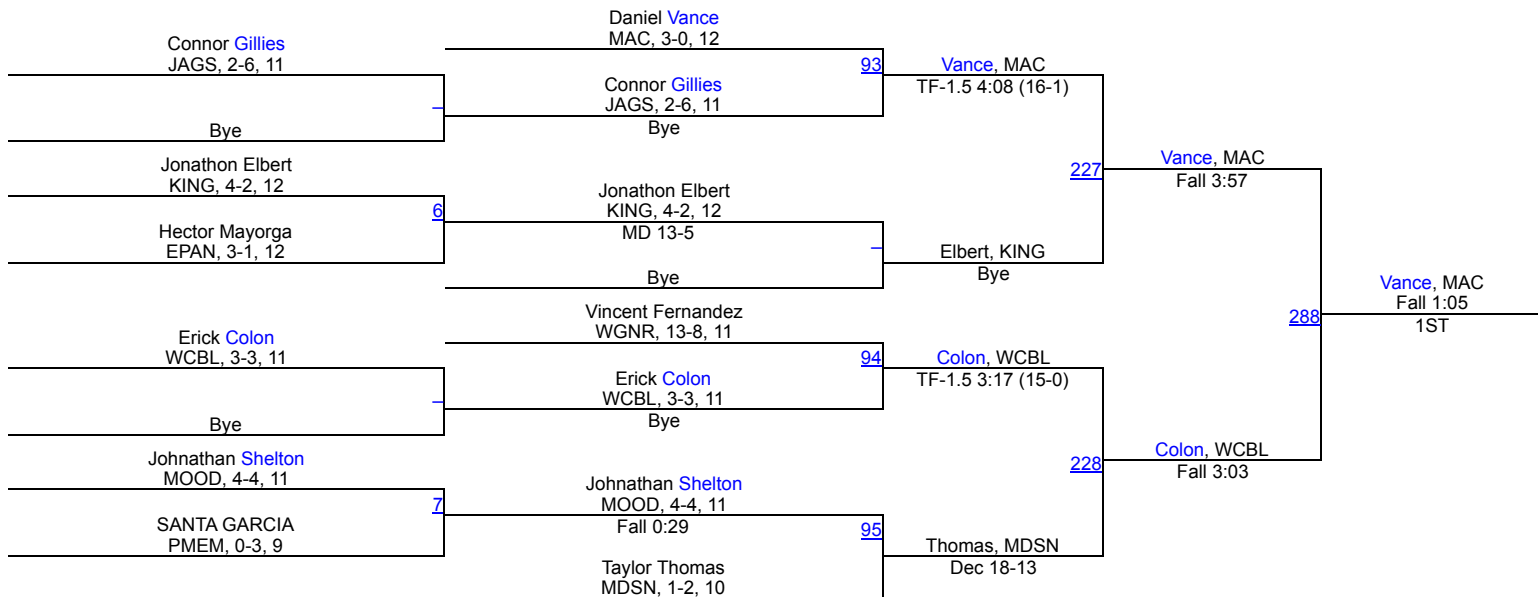 Connor Gillies
JAGS, 2-6, 11
–
Bye
Jonathon Elbert
KING, 4-2, 12
6
Hector Mayorga
EPAN, 3-1, 12
Erick Colon
WCBL, 3-3, 11
–
Bye
Johnathan Shelton
MOOD, 4-4, 11
7
SANTA GARCIA
PMEM, 0-3, 9
Daniel Vance
MAC, 3-0, 12
93
Connor Gillies
JAGS, 2-6, 11
Bye
Jonathon Elbert
KING, 4-2, 12
MD 13-5
–
Bye
Vincent Fernandez
WGNR, 13-8, 11
94
Erick Colon
WCBL, 3-3, 11
Bye
Johnathan Shelton
MOOD, 4-4, 11
Fall 0:29
95
Taylor Thomas
MDSN, 1-2, 10
Vance, MAC
TF-1.5 4:08 (16-1)
227
Elbert, KING
Bye
Colon, WCBL
TF-1.5 3:17 (15-0)
228
Thomas, MDSN
Dec 18-13
Vance, MAC
Fall 3:57
288
Colon, WCBL
Fall 3:03
Vance, MAC
Fall 1:05
1ST